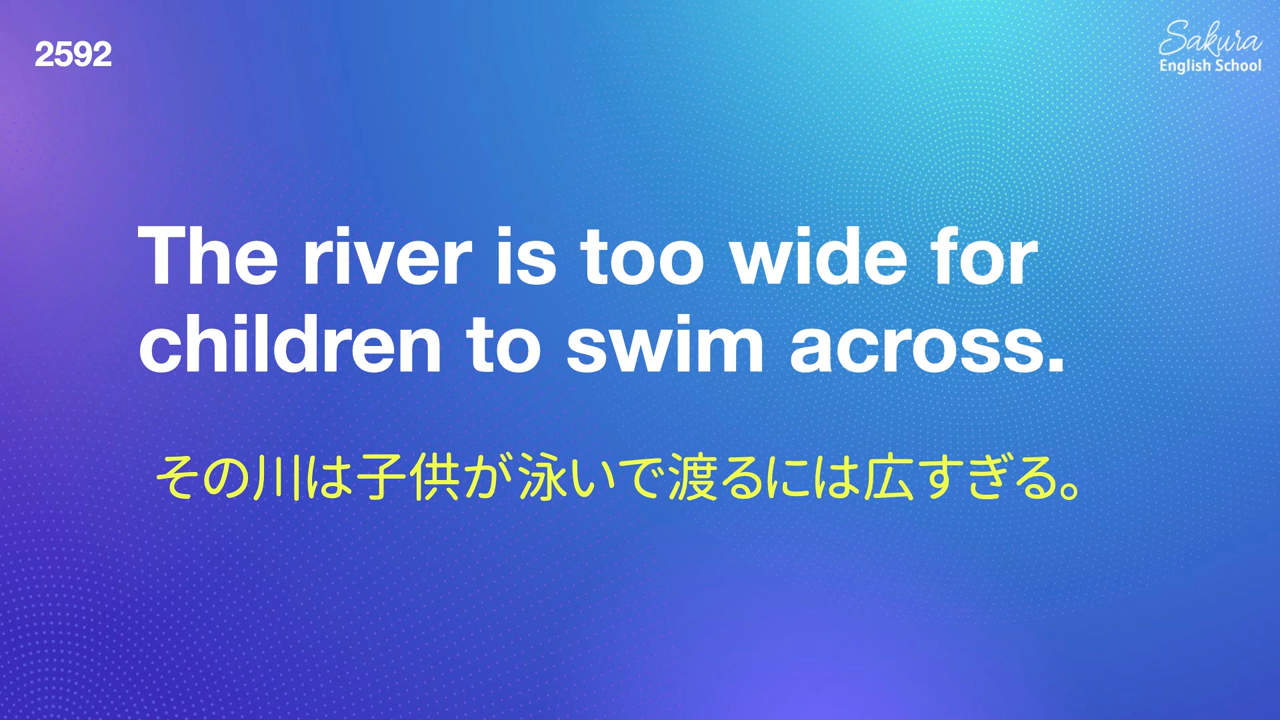 2592
Sakura
English School
The river is too wide for
children to swim across.
その川は子供が泳いで渡るには広すぎる。